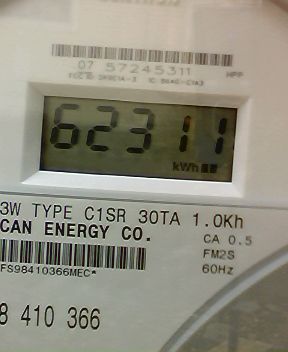 07 57245311 HPP
62311
kWh
3W TYPE C1SR 30TA 1.0Kh
CAN ENERGY CO. CA 0.5
FM2S
FS98410366MEC* 60Hz
8 410 366